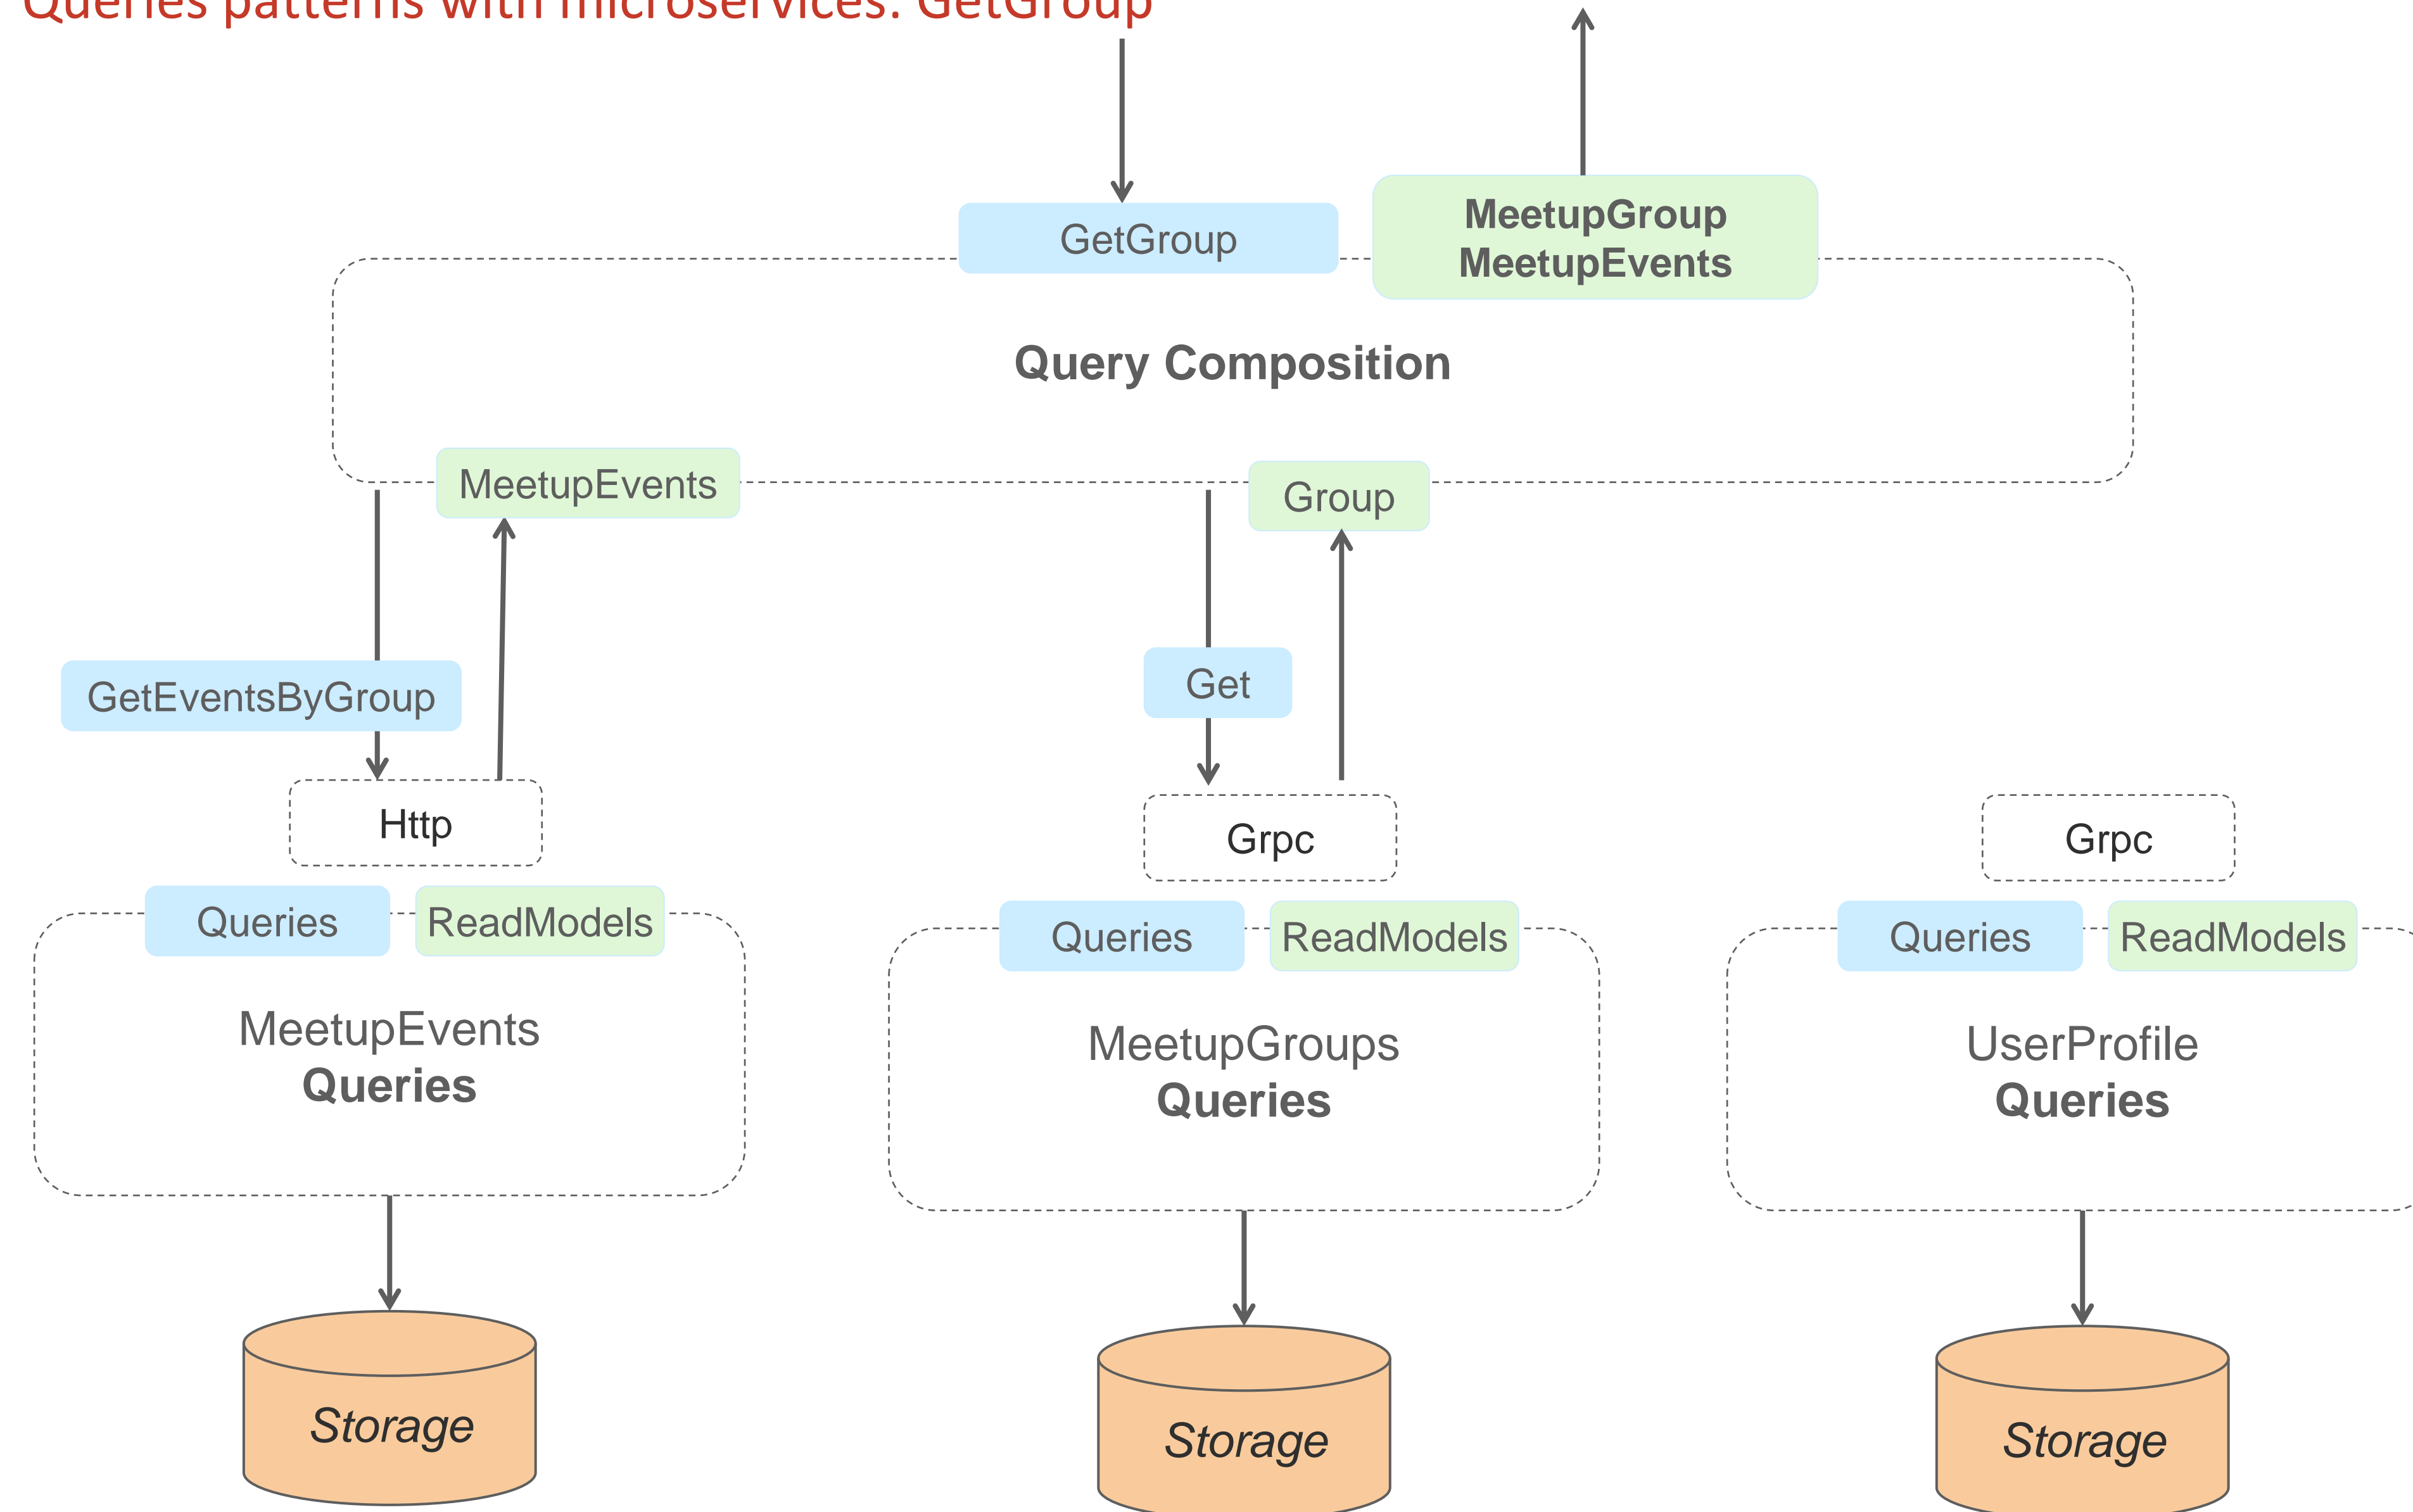 Queries patterns with microservices: GetGroup
GetGroup
MeetupGroup
MeetupEvents
Query Composition
MeetupEvents
Group
GetEventsByGroup
Get
Http
Grpc
Grpc
Queries
ReadModels
Queries
ReadModels
Queries
ReadModels
MeetupEvents
Queries
MeetupGroups
Queries
UserProfile
Queries
Storage
Storage
Storage